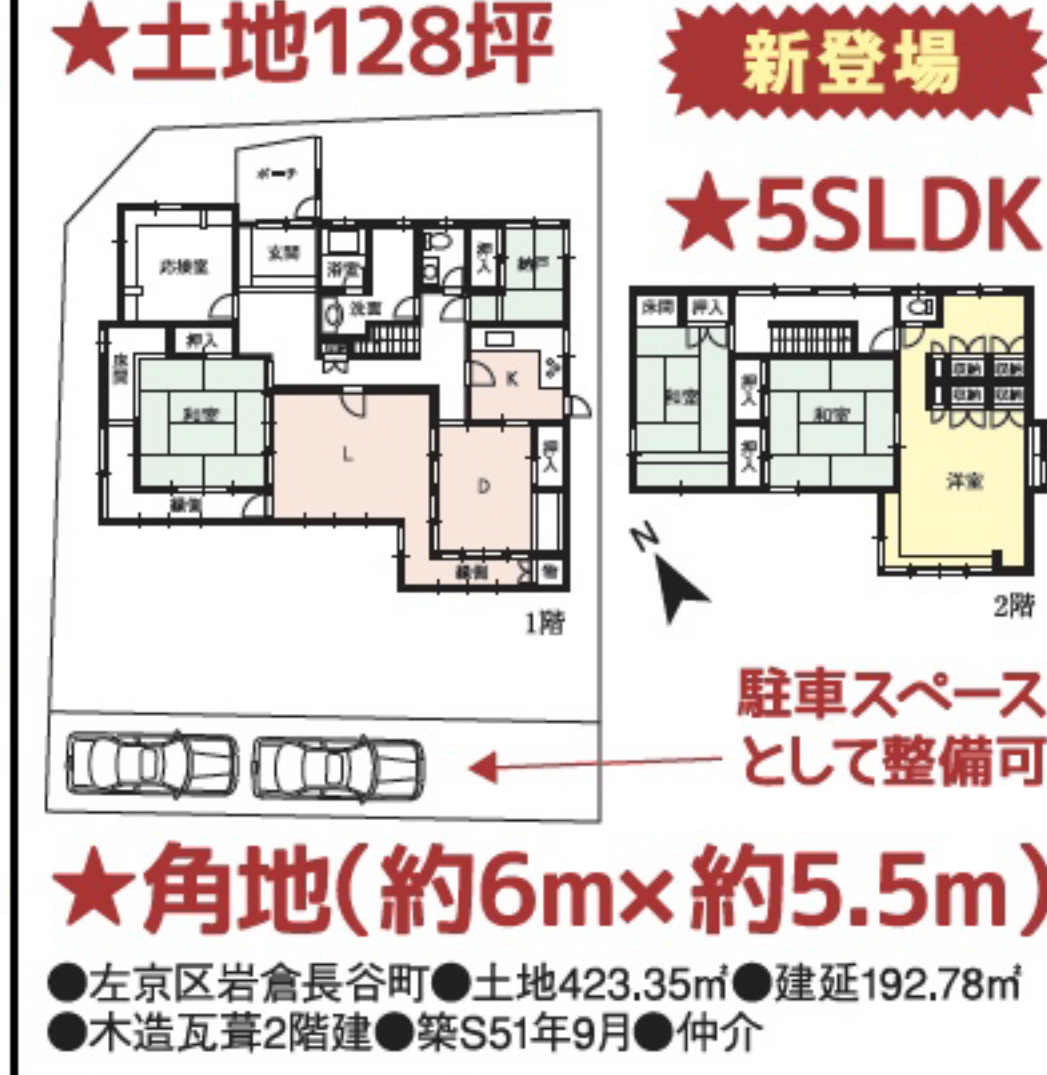 ★土地128坪
新登場
★5SLDK
ポーチ
応接室
玄関
浴室
洗面
押入
納戸
押入
床間
和室
L
K
D
押入
縁側
縁側
物
1階
床間
押入
和室
押入
押入
和室
収納
収納
収納
収納
洋室
N
2階
駐車スペース
として整備可
★角地(約6m×約5.5m)
●左京区岩倉長谷町●土地423.35㎡●建延192.78㎡
●木造瓦葺2階建●築S51年9月●仲介